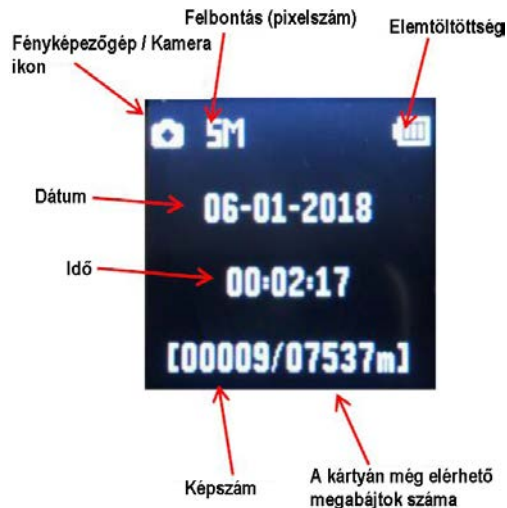 Felbontás (pixelszám)
Elemtöltöttség
Fényképezőgép / Kamera
ikon
5M
Dátum
06-01-2018
Idő
00:02:17
[00009/07537m]
Képszám
A kártyán még elérhető
megabájtok száma